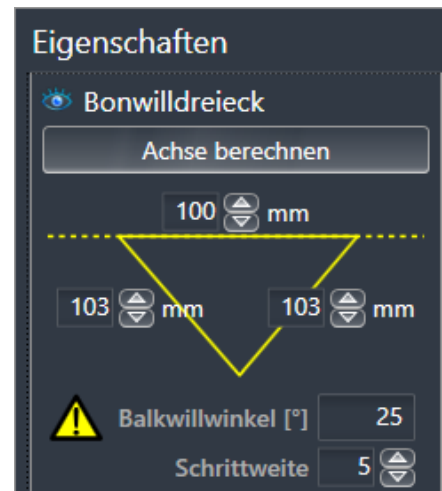 Eigenschaften
Bonwilldreieck
Achse berechnen
100 mm
103 mm 103 mm
Balkwillwinkel [°] 25
Schrittweite 5